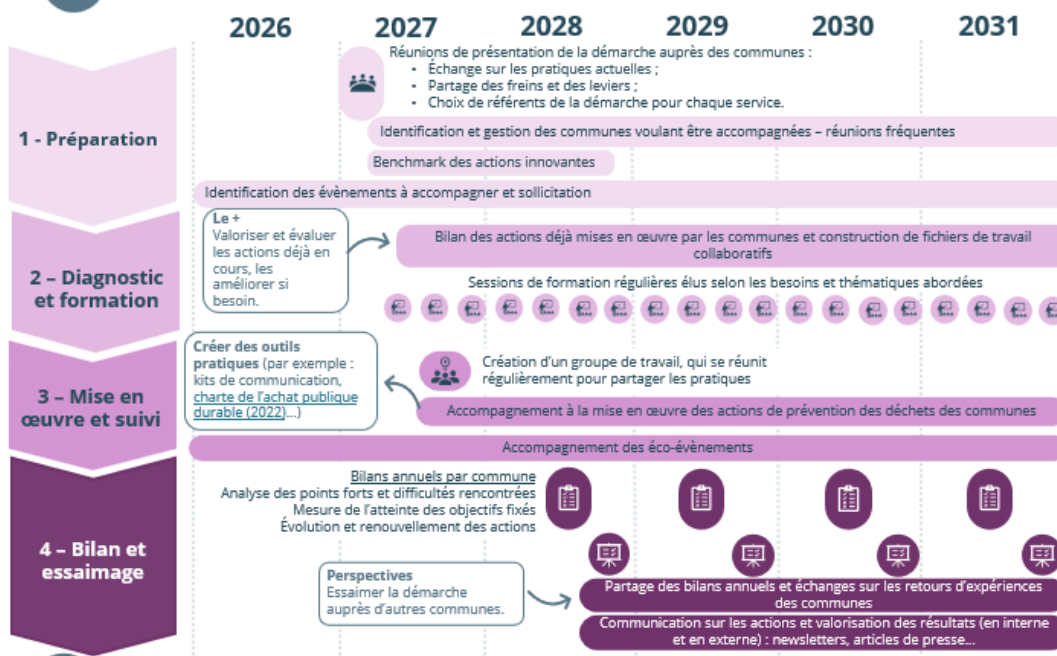 2026
2027
2028
2029
2030
2031
1 - Préparation
Réunions de présentation de la démarche auprès des communes :
• Échange sur les pratiques actuelles ;
• Partage des freins et des leviers ;
• Choix de référents de la démarche pour chaque service.
Identification et gestion des communes voulant être accompagnées – réunions fréquentes
Benchmark des actions innovantes
Identification des évènements à accompagner et sollicitation
2 – Diagnostic
et formation
Le +
Valoriser et évaluer
les actions déjà en
cours, les
améliorer si
besoin.
Bilan des actions déjà mises en œuvre par les communes et construction de fichiers de travail
collaboratifs
Sessions de formation régulières élus selon les besoins et thématiques abordées
3 – Mise en
œuvre et suivi
Créer des outils
pratiques (par exemple :
kits de communication,
charte de l'achat publique
durable (2022)...)
Création d'un groupe de travail, qui se réunit
régulièrement pour partager les pratiques
Accompagnement à la mise en œuvre des actions de prévention des déchets des communes
Accompagnement des éco-évènements
4 – Bilan et
essaimage
Bilans annuels par commune
Analyse des points forts et difficultés rencontrées
Mesure de l'atteinte des objectifs fixés
Évolution et renouvellement des actions
Perspectives
Essaimer la démarche
auprès d'autres communes.
Partage des bilans annuels et échanges sur les retours d'expériences
des communes
Communication sur les actions et valorisation des résultats (en interne
et en externe) : newsletters, articles de presse...